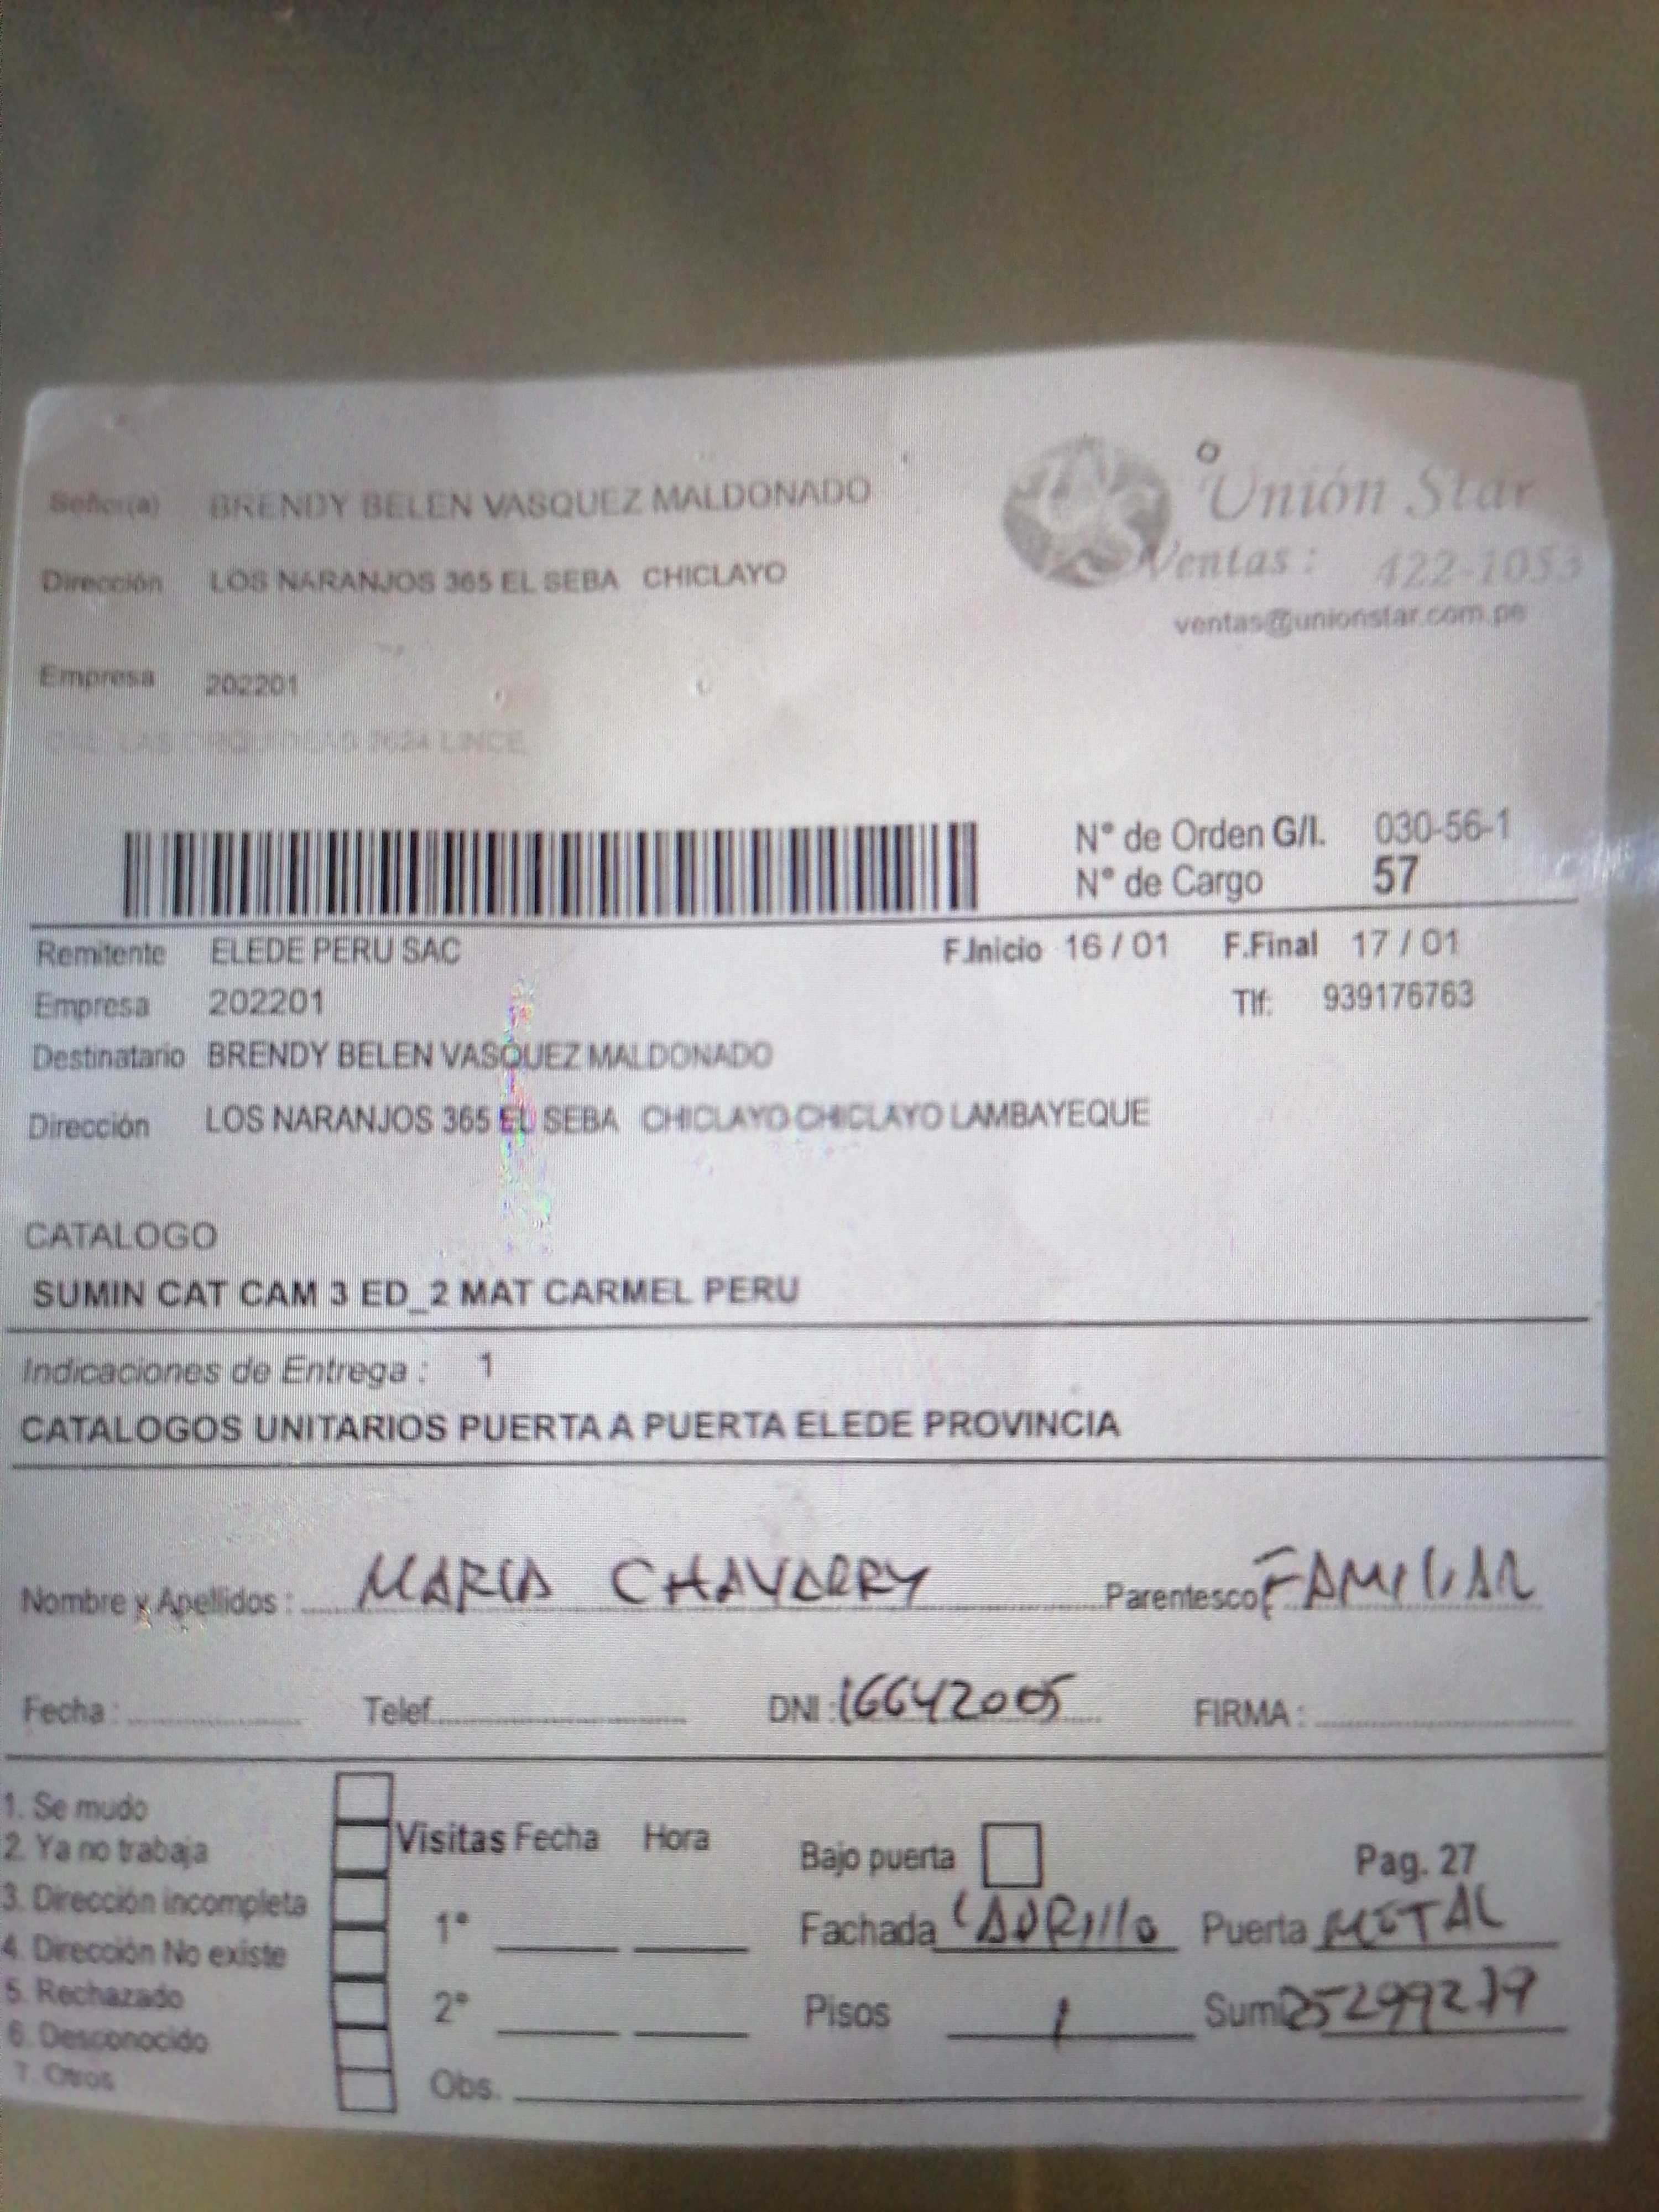 Señor(a) BRENDY BELEN VASQUEZ MALDONADO
Unión Star
Dirección LOS NARANJOS 365 EL SEBA CHICLAYO
Ventas: 422-1053
ventas@unionstar.com.pe
Empresa 202201
LAS ORQUIDEAS 2624 LINCE
N° de Orden G/I. 030-56-1
N° de Cargo 57
Remitente ELEDE PERU SAC F.Inicio 16 / 01 F.Final 17 / 01
Empresa 202201 Tlf: 939176763
Destinatario BRENDY BELEN VASQUEZ MALDONADO
Dirección LOS NARANJOS 365 EL SEBA CHICLAYO-CHICLAYO LAMBAYEQUE
CATALOGO
SUMIN CAT CAM 3 ED_2 MAT CARMEL PERU
Indicaciones de Entrega : 1
CATALOGOS UNITARIOS PUERTA A PUERTA ELEDE PROVINCIA
Nombre y Apellidos : MARIA CHAVARRY Parentesco FAMILIAR
Fecha : Telef. DNI : 16642005 FIRMA :
1. Se mudo
2. Ya no trabaja
3. Dirección incompleta
4. Dirección No existe
5. Rechazado
6. Desconocido
7. Otros
Visitas Fecha Hora
1°
2°
Obs.
Bajo puerta Pag. 27
Fachada LADRIllO Puerta METAL
Pisos 1 Sumi 25299279